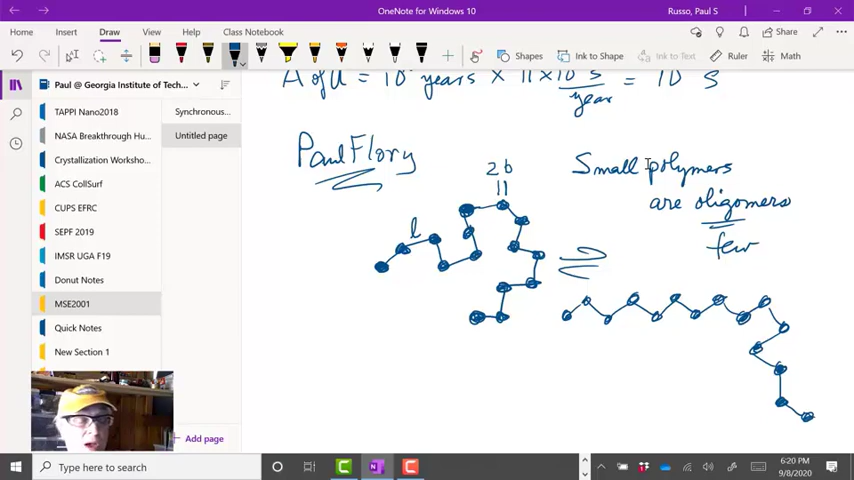 OneNote for Windows 10
Russo, Paul S
Home Insert Draw View Help Class Notebook Share
Shapes Ink to Shape Ink to Text Ruler Math
Paul @ Georgia Institute of Tech...
TAPPI Nano2018
NASA Breakthrough Hu...
Crystallization Worksho...
ACS CollSurf
CUPS EFRC
SEPF 2019
IMSR UGA F19
Donut Notes
MSE2001
Quick Notes
New Section 1
Synchronous...
Untitled page
Add page
years ×
= 10 S
year
Paul Flory
2b
l
Small polymers
are oligomers
few
Type here to search
6:20 PM
9/8/2020